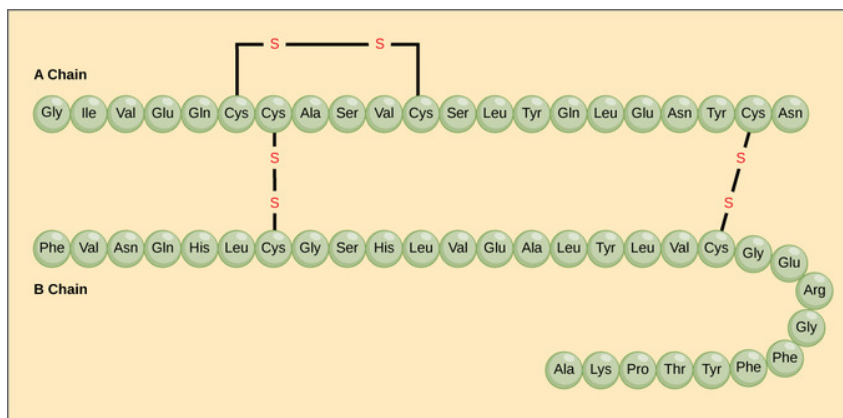 S S
A Chain
Gly Ile Val Glu Gln Cys Cys Ala Ser Val Cys Ser Leu Tyr Gln Leu Glu Asn Tyr Cys Asn
S S
S S
Phe Val Asn Gln His Leu Cys Gly Ser His Leu Val Glu Ala Leu Tyr Leu Val Cys Gly Glu
B Chain
Arg
Gly
Ala Lys Pro Thr Tyr Phe Phe